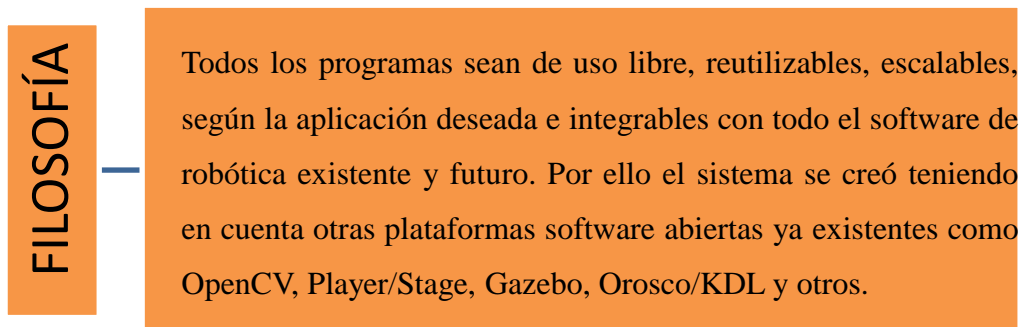 FILOSOFÍA
Todos los programas sean de uso libre, reutilizables, escalables,
según la aplicación deseada e integrables con todo el software de
robótica existente y futuro. Por ello el sistema se creó teniendo
en cuenta otras plataformas software abiertas ya existentes como
OpenCV, Player/Stage, Gazebo, Orosco/KDL y otros.